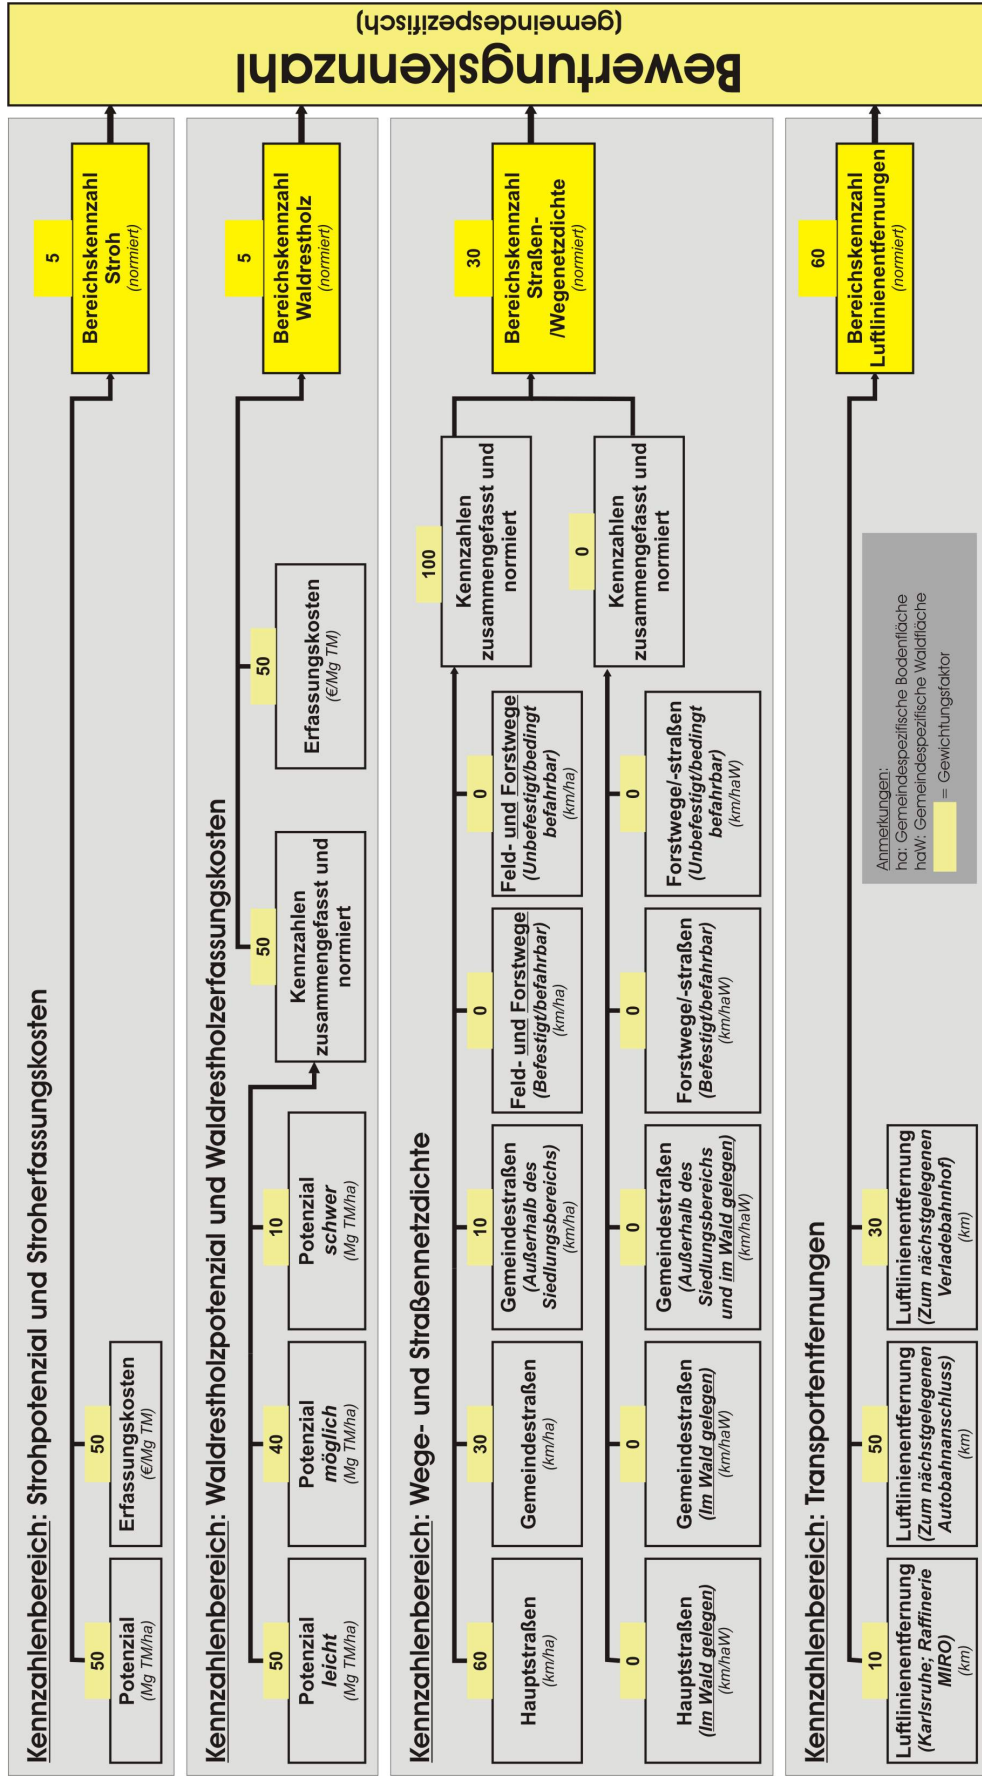 Kennzahlenbereich: Strohpotenzial und Stroherfassungskosten
50
Potenzial
(Mg TM/ha)
50
Erfassungskosten
(€/Mg TM)
5
Bereichskennzahl
Stroh
(normiert)
Kennzahlenbereich: Waldrestholzpotenzial und Waldrestholzerfassungskosten
50
Potenzial
leicht
(Mg TM/ha)
40
Potenzial
möglich
(Mg TM/ha)
10
Potenzial
schwer
(Mg TM/ha)
50
Kennzahlen
zusammengefasst und
normiert
50
Erfassungskosten
(€/Mg TM)
5
Bereichskennzahl
Waldrestholz
(normiert)
Kennzahlenbereich: Wege- und Straßennetzdichte
60
Hauptstraßen
(km/ha)
30
Gemeindestraßen
(km/ha)
10
Gemeindestraßen
(Außerhalb des
Siedlungsbereichs)
(km/ha)
0
Feld- und Forstwege
(Befestigt/befahrbar)
(km/ha)
0
Feld- und Forstwege
(Unbefestigt/bedingt
befahrbar)
(km/ha)
100
Kennzahlen
zusammengefasst und
normiert
0
Hauptstraßen
(Im Wald gelegen)
(km/haW)
0
Gemeindestraßen
(Im Wald gelegen)
(km/haW)
0
Gemeindestraßen
(Außerhalb des
Siedlungsbereichs
und im Wald gelegen)
(km/haW)
0
Forstwege/-straßen
(Befestigt/befahrbar)
(km/haW)
0
Forstwege/-straßen
(Unbefestigt/bedingt
befahrbar)
(km/haW)
0
Kennzahlen
zusammengefasst und
normiert
30
Bereichskennzahl
Straßen-
/Wegenetzdichte
(normiert)
Kennzahlenbereich: Transportentfernungen
10
Luftlinienentfernung
(Karlsruhe; Raffinerie
MIRO)
(km)
50
Luftlinienentfernung
(Zum nächstgelegenen
Autobahnanschluss)
(km)
30
Luftlinienentfernung
(Zum nächstgelegenen
Verladebahnhof)
(km)
Anmerkungen:
ha: Gemeindespezifische Bodenfläche
haW: Gemeindespezifische Waldfläche
= Gewichtungsfaktor
60
Bereichskennzahl
Luftlinienentfernungen
(normiert)
Bewertungskennzahl
(gemeindespezifisch)